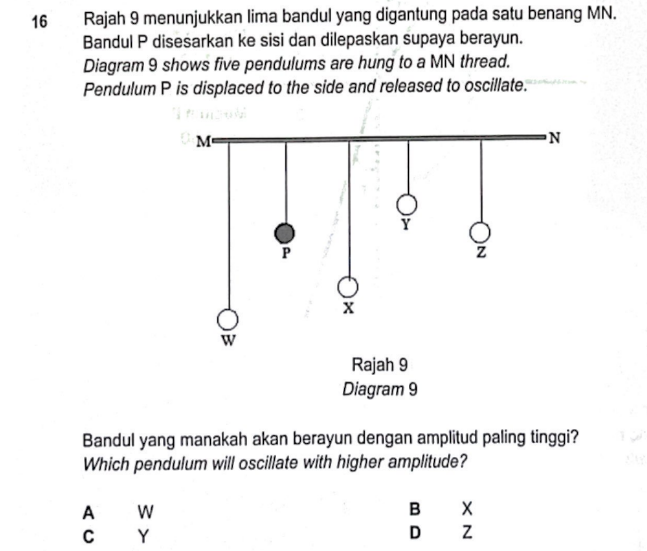 16 Rajah 9 menunjukkan lima bandul yang digantung pada satu benang MN.
Bandul P disesarkan ke sisi dan dilepaskan supaya berayun.
Diagram 9 shows five pendulums are hung to a MN thread.
Pendulum P is displaced to the side and released to oscillate.
M N
Y
P Z
X
W
Rajah 9
Diagram 9
Bandul yang manakah akan berayun dengan amplitud paling tinggi?
Which pendulum will oscillate with higher amplitude?
A W B X
C Y D Z